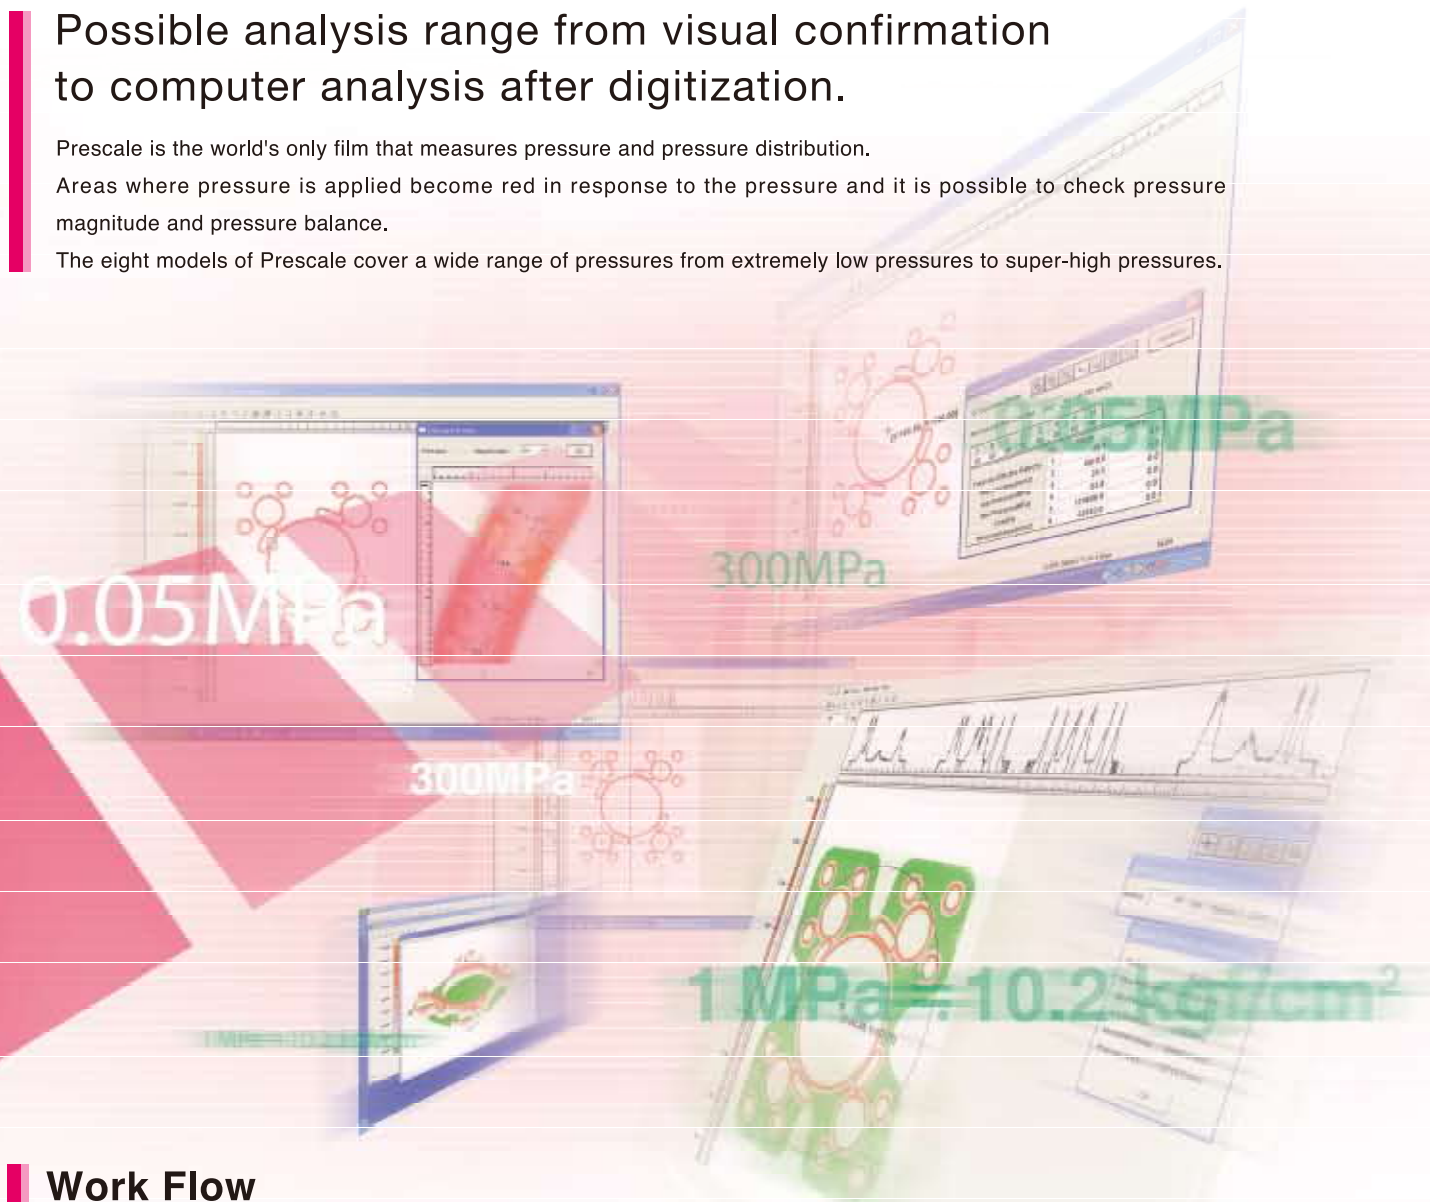 Possible analysis range from visual confirmation
to computer analysis after digitization.
Prescale is the world's only film that measures pressure and pressure distribution.
Areas where pressure is applied become red in response to the pressure and it is possible to check pressure
magnitude and pressure balance.
The eight models of Prescale cover a wide range of pressures from extremely low pressures to super-high pressures.
0.05MPa
300MPa
0.05MPa
300MPa
1 MPa = 10.2 kgf/cm²
Work Flow